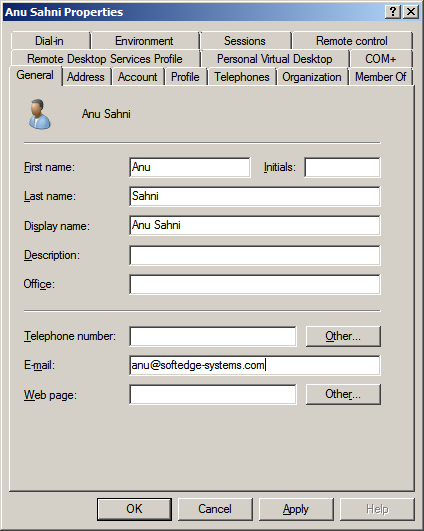 Anu Sahni Properties
Dial-in Environment Sessions Remote control
Remote Desktop Services Profile Personal Virtual Desktop COM+
General Address Account Profile Telephones Organization Member Of
Anu Sahni
First name: Anu Initials:
Last name: Sahni
Display name: Anu Sahni
Description:
Office:
Telephone number: Other...
E-mail: anu@softedge-systems.com
Web page: Other...
OK Cancel Apply Help